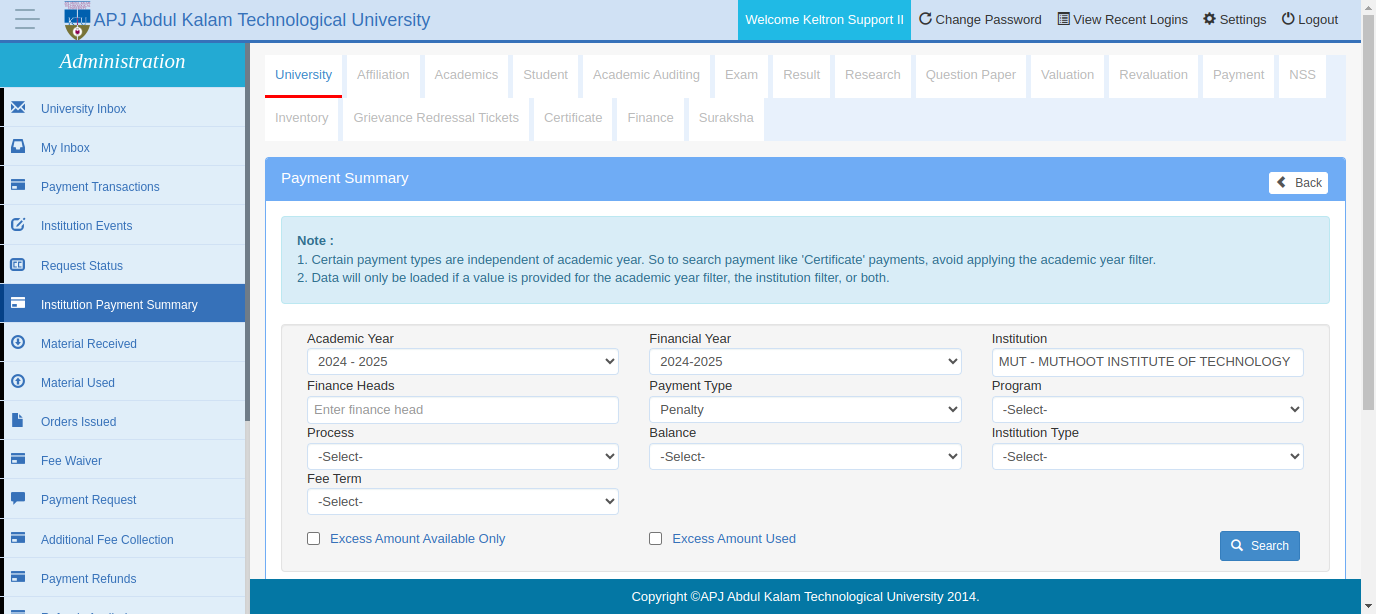 APJ Abdul Kalam Technological University
Welcome Keltron Support II
Change Password
View Recent Logins
Settings
Logout
Administration
University Inbox
My Inbox
Payment Transactions
Institution Events
Request Status
Institution Payment Summary
Material Received
Material Used
Orders Issued
Fee Waiver
Payment Request
Additional Fee Collection
Payment Refunds
University Affiliation Academics Student Academic Auditing Exam Result Research Question Paper Valuation Revaluation Payment NSS
Inventory Grievance Redressal Tickets Certificate Finance Suraksha
Payment Summary
Back
Note :
1. Certain payment types are independent of academic year. So to search payment like 'Certificate' payments, avoid applying the academic year filter.
2. Data will only be loaded if a value is provided for the academic year filter, the institution filter, or both.
Academic Year Financial Year Institution
2024 - 2025 2024-2025 MUT - MUTHOOT INSTITUTE OF TECHNOLOGY
Finance Heads Payment Type Program
Enter finance head Penalty -Select-
Process Balance Institution Type
-Select- -Select- -Select-
Fee Term
-Select-
Excess Amount Available Only Excess Amount Used
Search
Copyright ©APJ Abdul Kalam Technological University 2014.